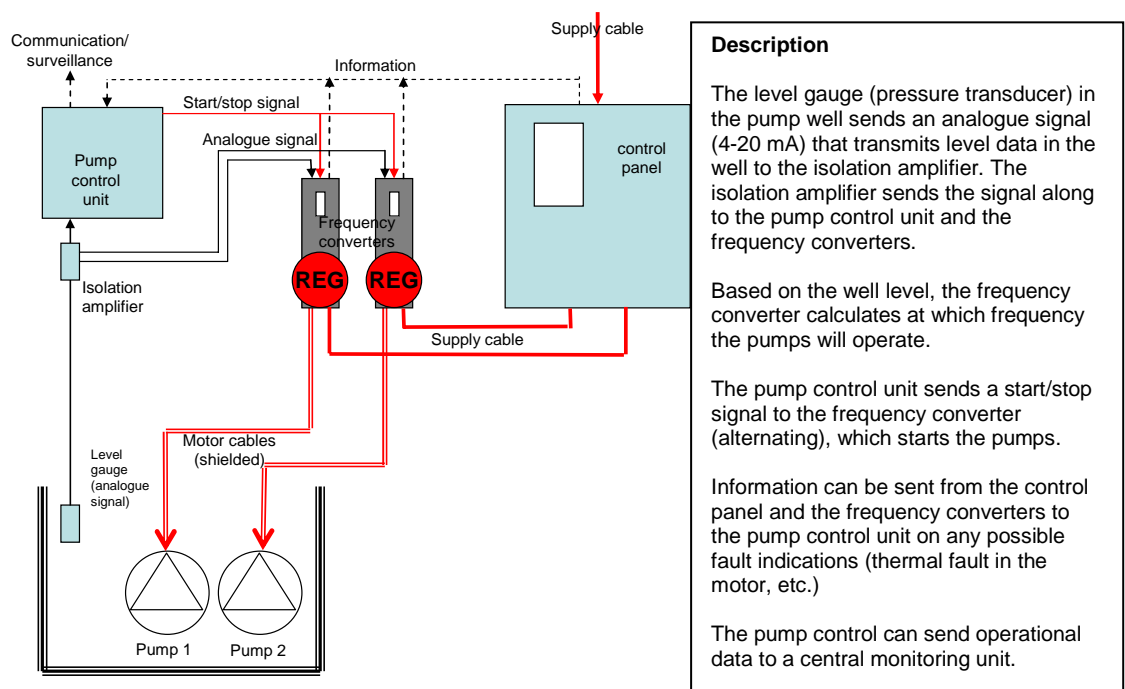 Supply cable
Communication/
surveillance
Information
Start/stop signal
Analogue signal
Pump
control
unit
control
panel
Frequency
converters
REG
REG
Isolation
amplifier
Supply cable
Motor cables
(shielded)
Level
gauge
(analogue
signal)
Pump 1
Pump 2
Description
The level gauge (pressure transducer) in
the pump well sends an analogue signal
(4-20 mA) that transmits level data in the
well to the isolation amplifier. The
isolation amplifier sends the signal along
to the pump control unit and the
frequency converters.
Based on the well level, the frequency
converter calculates at which frequency
the pumps will operate.
The pump control unit sends a start/stop
signal to the frequency converter
(alternating), which starts the pumps.
Information can be sent from the control
panel and the frequency converters to
the pump control unit on any possible
fault indications (thermal fault in the
motor, etc.)
The pump control can send operational
data to a central monitoring unit.